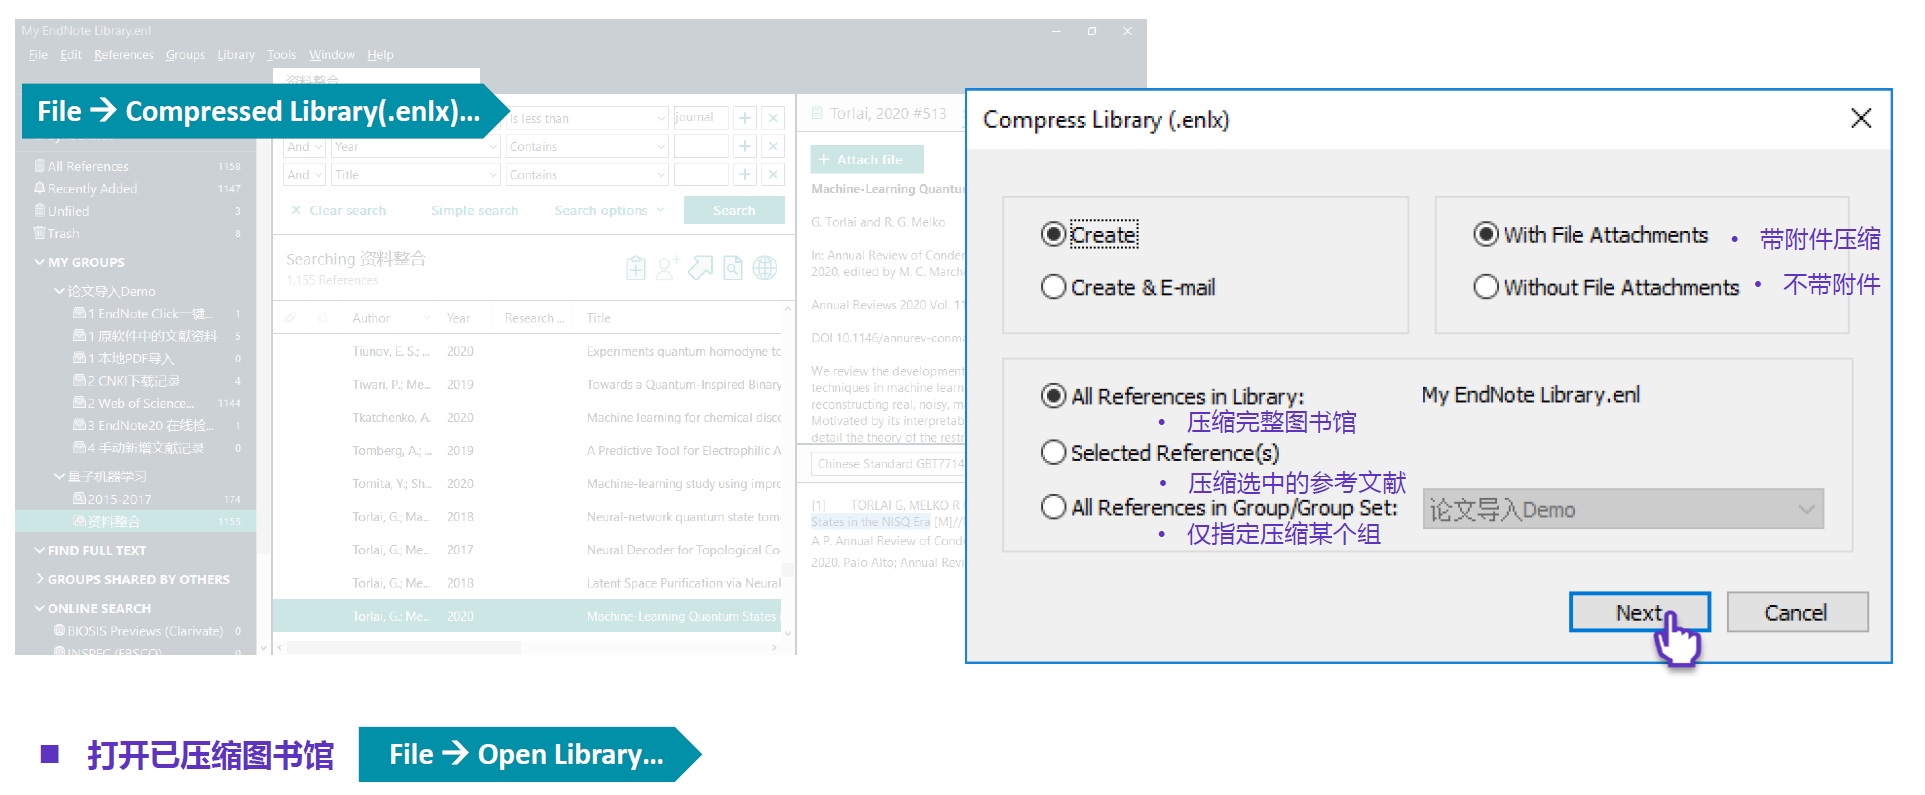 My EndNote Library.enl
File Edit References Groups Library Tools Window Help
资料整合
File → Compressed Library(.enlx)...
is less than journal
And Year Contains
And Title Contains
Clear search Simple search Search options Search
All References 1158
Recently Added 1147
Unfiled 3
Trash 8
MY GROUPS
论文导入Demo
1 EndNote Click一键... 1
1 原软件中的文献资料 5
1 本地PDF导入 0
2 CNKI下载记录 4
2 Web of Science... 1144
3 EndNote20 在线检... 1
4 手动新增文献记录 0
量子机器学习
2015-2017 174
资料整合 1155
FIND FULL TEXT
GROUPS SHARED BY OTHERS
ONLINE SEARCH
BIOSIS Previews (Clarivate) 0
INSPEC (EBSCO) 0
Searching 资料整合
1,155 References
Author Year Research ... Title
Tiunov, E. S.; ... 2020 Experiments quantum homodyne to
Tiwari, P.; Me... 2019 Towards a Quantum-Inspired Binary
Tkatchenko, A. 2020 Machine learning for chemical disco
Tomberg, A.; ... 2019 A Predictive Tool for Electrophilic A
Tomita, Y.; Sh... 2020 Machine-learning study using impro
Torlai, G.; Ma... 2018 Neural-network quantum state tom
Torlai, G.; Me... 2017 Neural Decoder for Topological Co
Torlai, G.; Me... 2018 Latent Space Purification via Neural
Torlai, G.; Me... 2020 Machine-Learning Quantum States i
Torlai, 2020 #513
+ Attach file
Machine-Learning Quantu
G. Torlai and R. G. Melko
In: Annual Review of Conden
2020, edited by M. C. Marche
Annual Reviews 2020 Vol. 11
DOI 10.1146/annurev-conma
We review the development
techniques in machine learn
reconstructing real, noisy, m
Motivated by its interpretab
detail the theory of the restr
Chinese Standard GBT7714
[1] TORLAI G, MELKO R
States in the NISQ Era [M]//
A P. Annual Review of Conde
2020. Palo Alto; Annual Revi
Compress Library (.enlx)
Create
Create & E-mail
With File Attachments • 带附件压缩
Without File Attachments • 不带附件
All References in Library: My EndNote Library.enl
• 压缩完整图书馆
Selected Reference(s)
• 压缩选中的参考文献
All References in Group/Group Set: 论文导入Demo
• 仅指定压缩某个组
Next Cancel
■ 打开已压缩图书馆 File → Open Library...